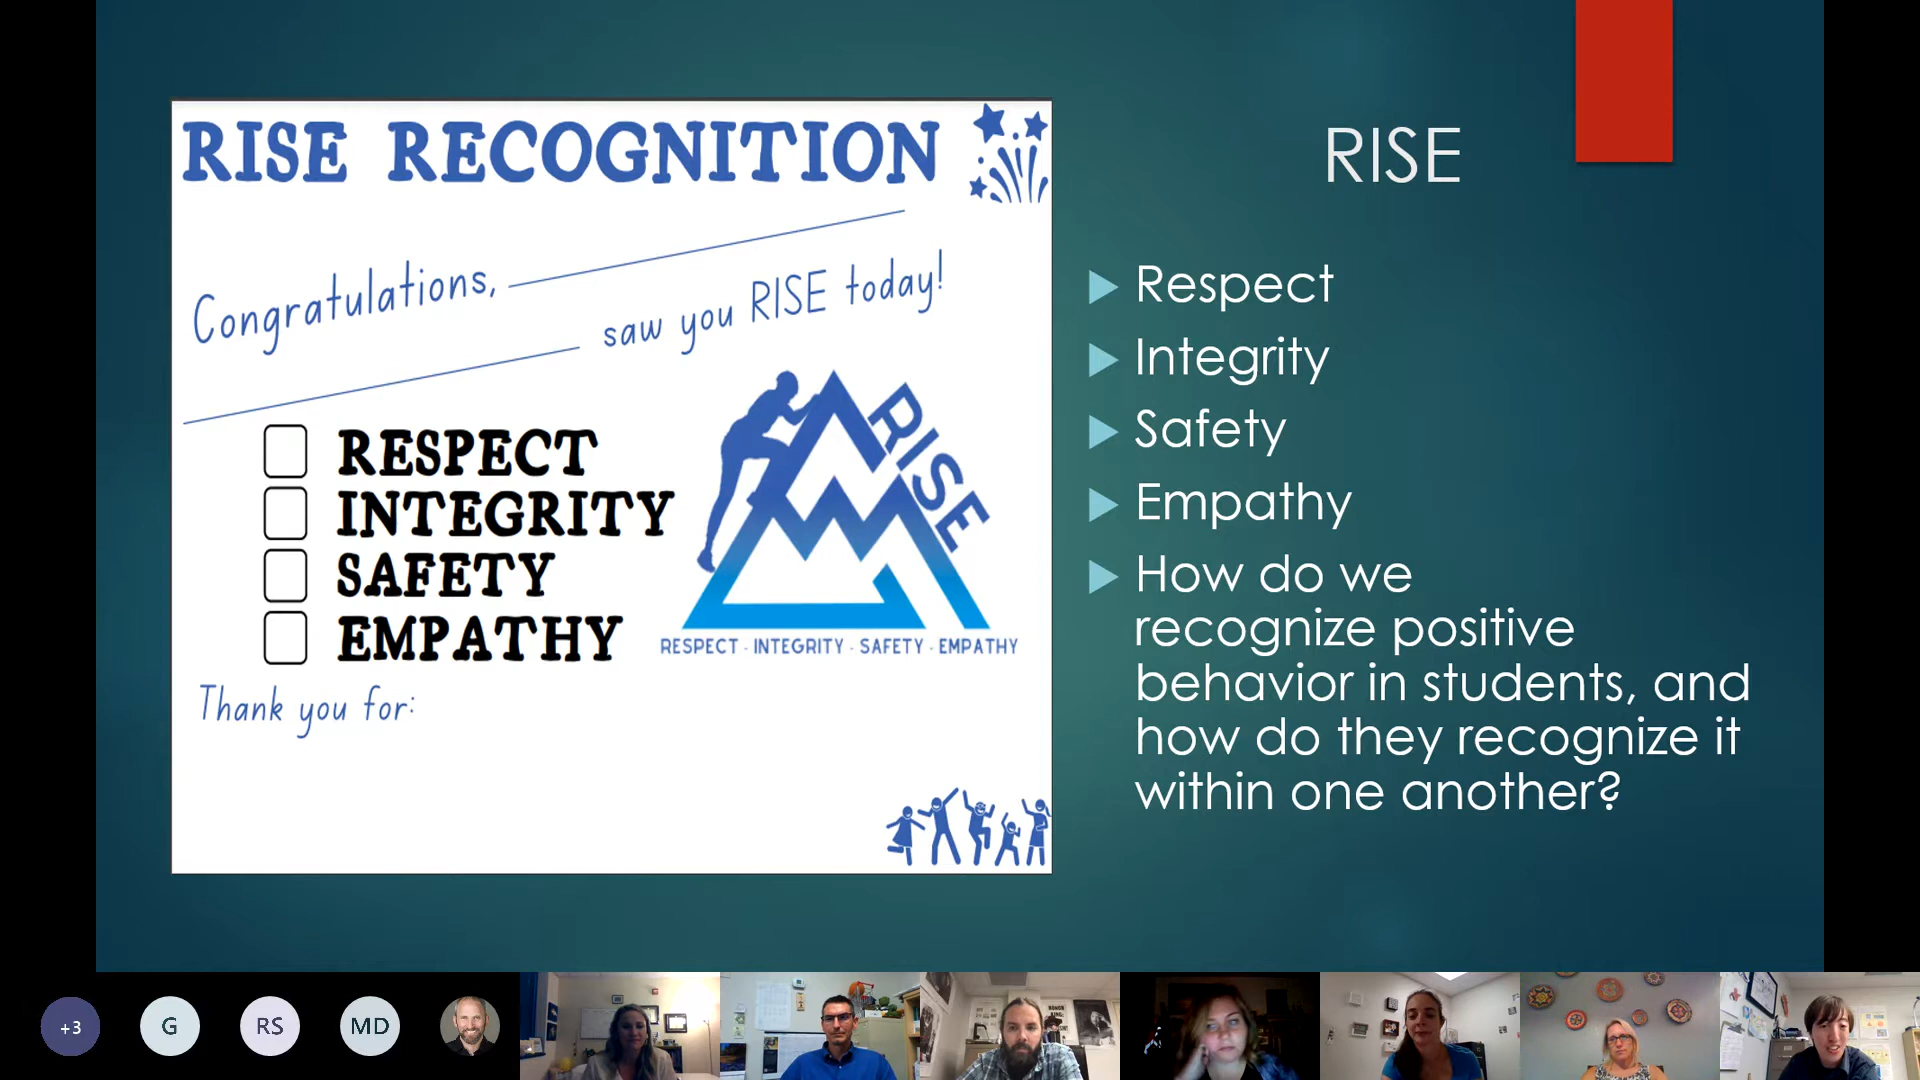 RISE RECOGNITION
Congratulations,
saw you RISE today!
RESPECT
INTEGRITY
SAFETY
EMPATHY
RISE
RESPECT - INTEGRITY - SAFETY - EMPATHY
Thank you for:
RISE
Respect
Integrity
Safety
Empathy
How do we
recognize positive
behavior in students, and
how do they recognize it
within one another?
+3
G
RS
MD